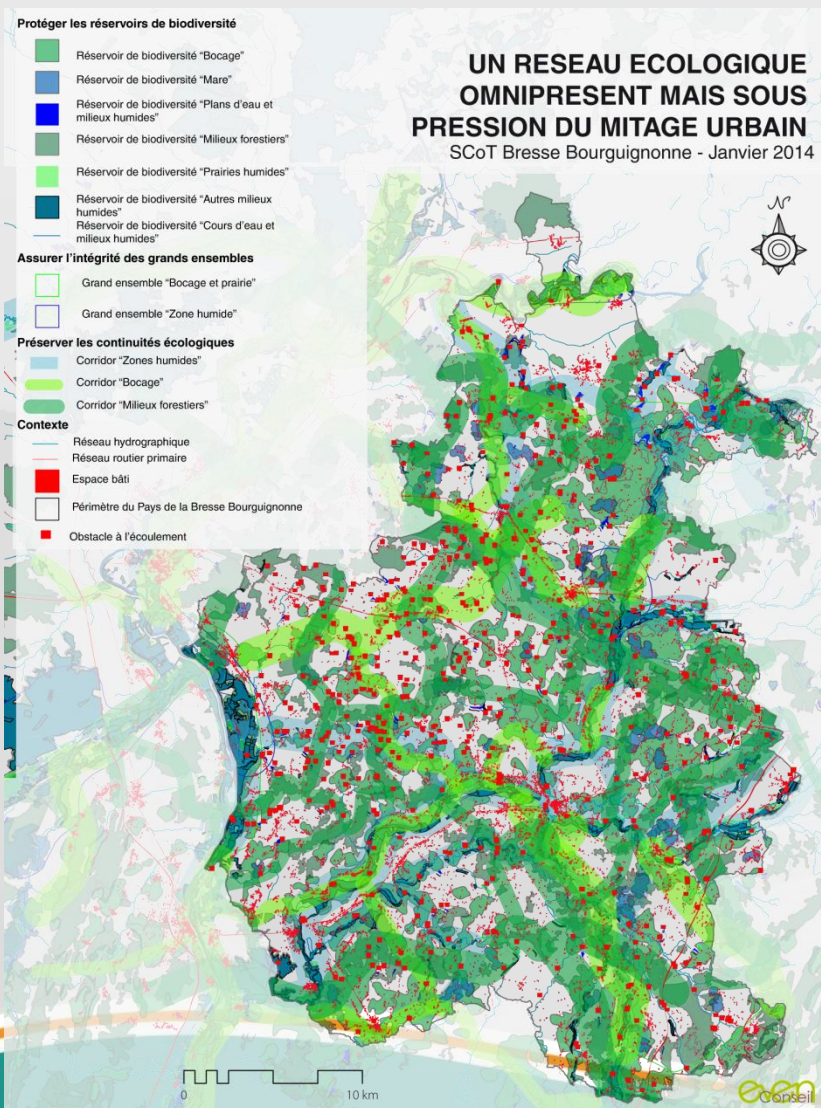 Protéger les réservoirs de biodiversité
Réservoir de biodiversité “Bocage”
Réservoir de biodiversité “Mare”
Réservoir de biodiversité “Plans d’eau et
milieux humides”
Réservoir de biodiversité “Milieux forestiers”
Réservoir de biodiversité “Prairies humides”
Réservoir de biodiversité “Autres milieux
humides”
Réservoir de biodiversité “Cours d’eau et
milieux humides”
Assurer l’intégrité des grands ensembles
Grand ensemble “Bocage et prairie”
Grand ensemble “Zone humide”
Préserver les continuités écologiques
Corridor “Zones humides”
Corridor “Bocage”
Corridor “Milieux forestiers”
Contexte
Réseau hydrographique
Réseau routier primaire
Espace bâti
Périmètre du Pays de la Bresse Bourguignonne
Obstacle à l’écoulement
UN RESEAU ECOLOGIQUE
OMNIPRESENT MAIS SOUS
PRESSION DU MITAGE URBAIN
SCoT Bresse Bourguignonne - Janvier 2014
N
0 10 km
even
Conseil